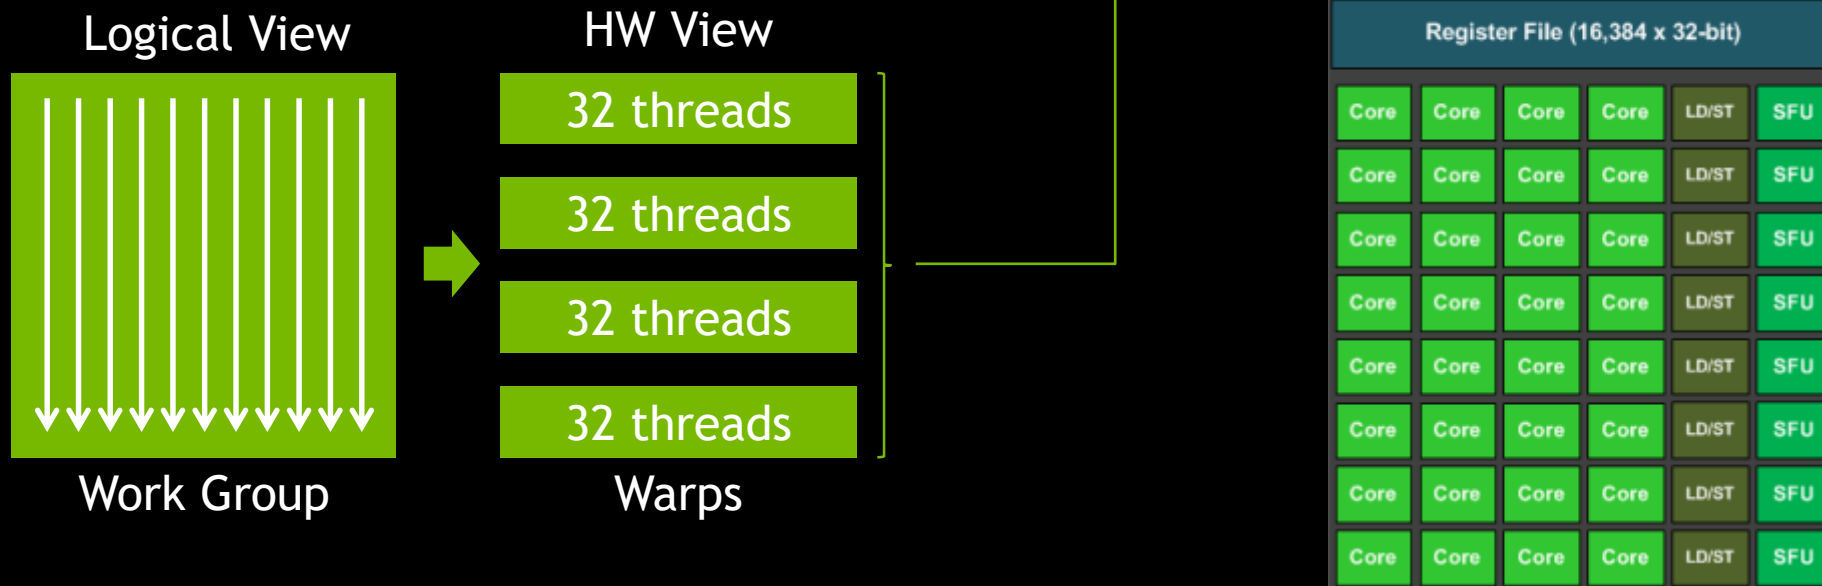 Logical View
HW View
32 threads
32 threads
32 threads
32 threads
Work Group
Warps
Register File (16,384 x 32-bit)
Core Core Core Core LD/ST SFU
Core Core Core Core LD/ST SFU
Core Core Core Core LD/ST SFU
Core Core Core Core LD/ST SFU
Core Core Core Core LD/ST SFU
Core Core Core Core LD/ST SFU
Core Core Core Core LD/ST SFU
Core Core Core Core LD/ST SFU